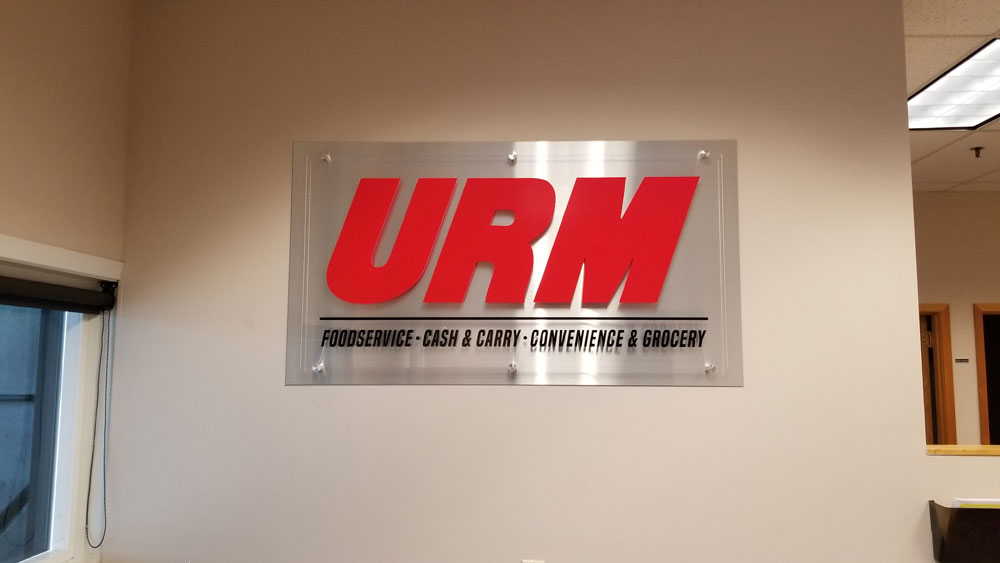 URM
FOODSERVICE · CASH & CARRY · CONVENIENCE & GROCERY